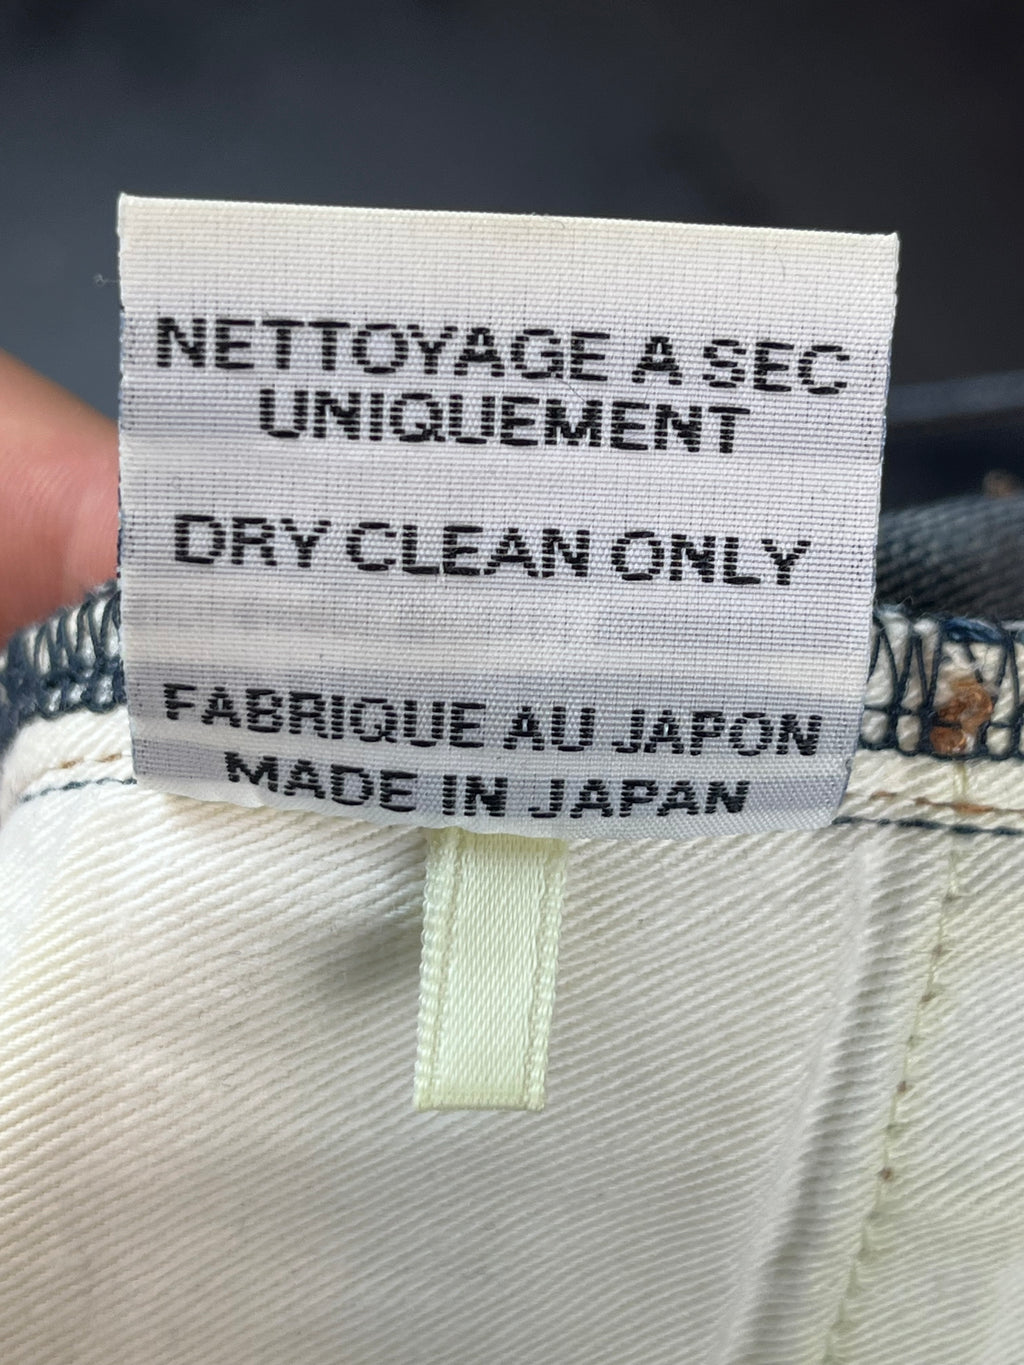 NETTOYAGE A SEC
UNIQUEMENT
DRY CLEAN ONLY
FABRIQUE AU JAPON
MADE IN JAPAN